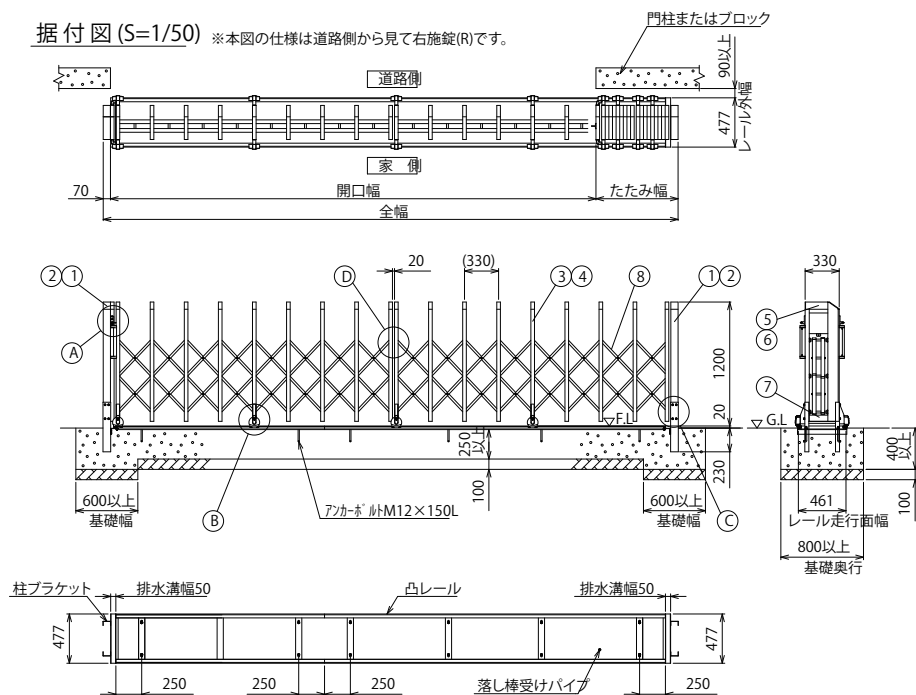 据付図(S=1/50) ※本図の仕様は道路側から見て右施錠(R)です。
門柱またはブロック
道路側
90以上
477
レール外幅
家 側
70
開口幅
たたみ幅
全幅
20
(330)
330
② ①
D
③ ④
⑧
① ②
⑤
⑥
A
1200
⑦
20
▽F.L
▽G.L
250
以上
230
400
以上
100
100
600以上
基礎幅
B
アンカーボルトM12×150L
600以上
基礎幅
C
461
レール走行面幅
800以上
基礎奥行
柱ブラケット
排水溝幅50
凸レール
排水溝幅50
477
477
250
250
250
落し棒受けパイプ
250